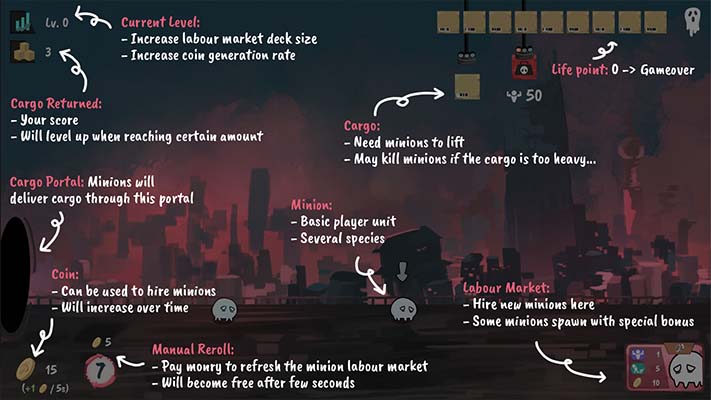 Lv. 0
Current Level:
- Increase labour market deck size
- Increase coin generation rate
3
Life point: 0 -> Gameover
50
Cargo Returned:
- Your score
- Will level up when reaching certain amount
Cargo:
- Need minions to lift
- May kill minions if the cargo is too heavy...
Cargo Portal: Minions will
deliver cargo through this portal
Minion:
- Basic player unit
- Several species
Coin:
- Can be used to hire minions
- Will increase over time
Labour Market:
- Hire new minions here
- Some minions spawn with special bonus
15
(+1 / 5s)
5
7
Manual Reroll:
- Pay monry to refresh the minion labour market
- Will become free after few seconds
1
5
10